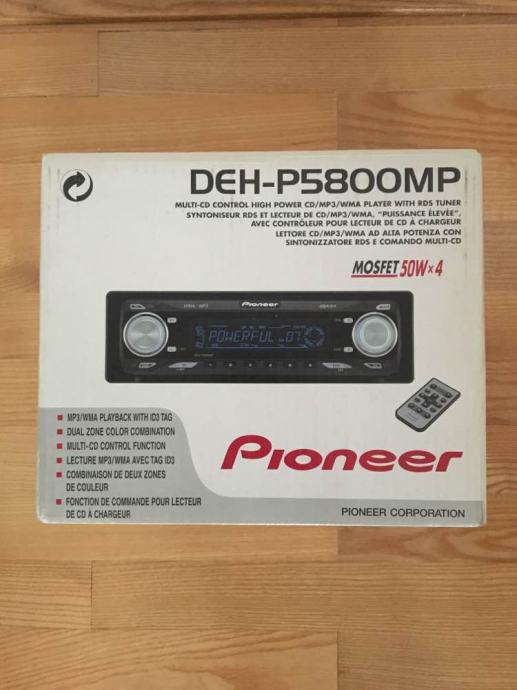 DEH-P5800MP
MULTI-CD CONTROL HIGH POWER CD/MP3/WMA PLAYER WITH RDS TUNER
SYNTONISEUR RDS ET LECTEUR DE CD/MP3/WMA, "PUISSANCE ÉLEVÉE",
AVEC CONTRÔLEUR POUR LECTEUR DE CD À CHARGEUR
LETTORE CD/MP3/WMA AD ALTA POTENZA CON
SINTONIZZATORE RDS E COMANDO MULTI-CD
MOSFET 50W×4
Pioneer
POWERFUL 07
MP3/WMA PLAYBACK WITH ID3 TAG
DUAL ZONE COLOR COMBINATION
MULTI-CD CONTROL FUNCTION
LECTURE MP3/WMA AVEC TAG ID3
COMBINAISON DE DEUX ZONES
DE COULEUR
FONCTION DE COMMANDE POUR LECTEUR
DE CD À CHARGEUR
Pioneer
PIONEER CORPORATION